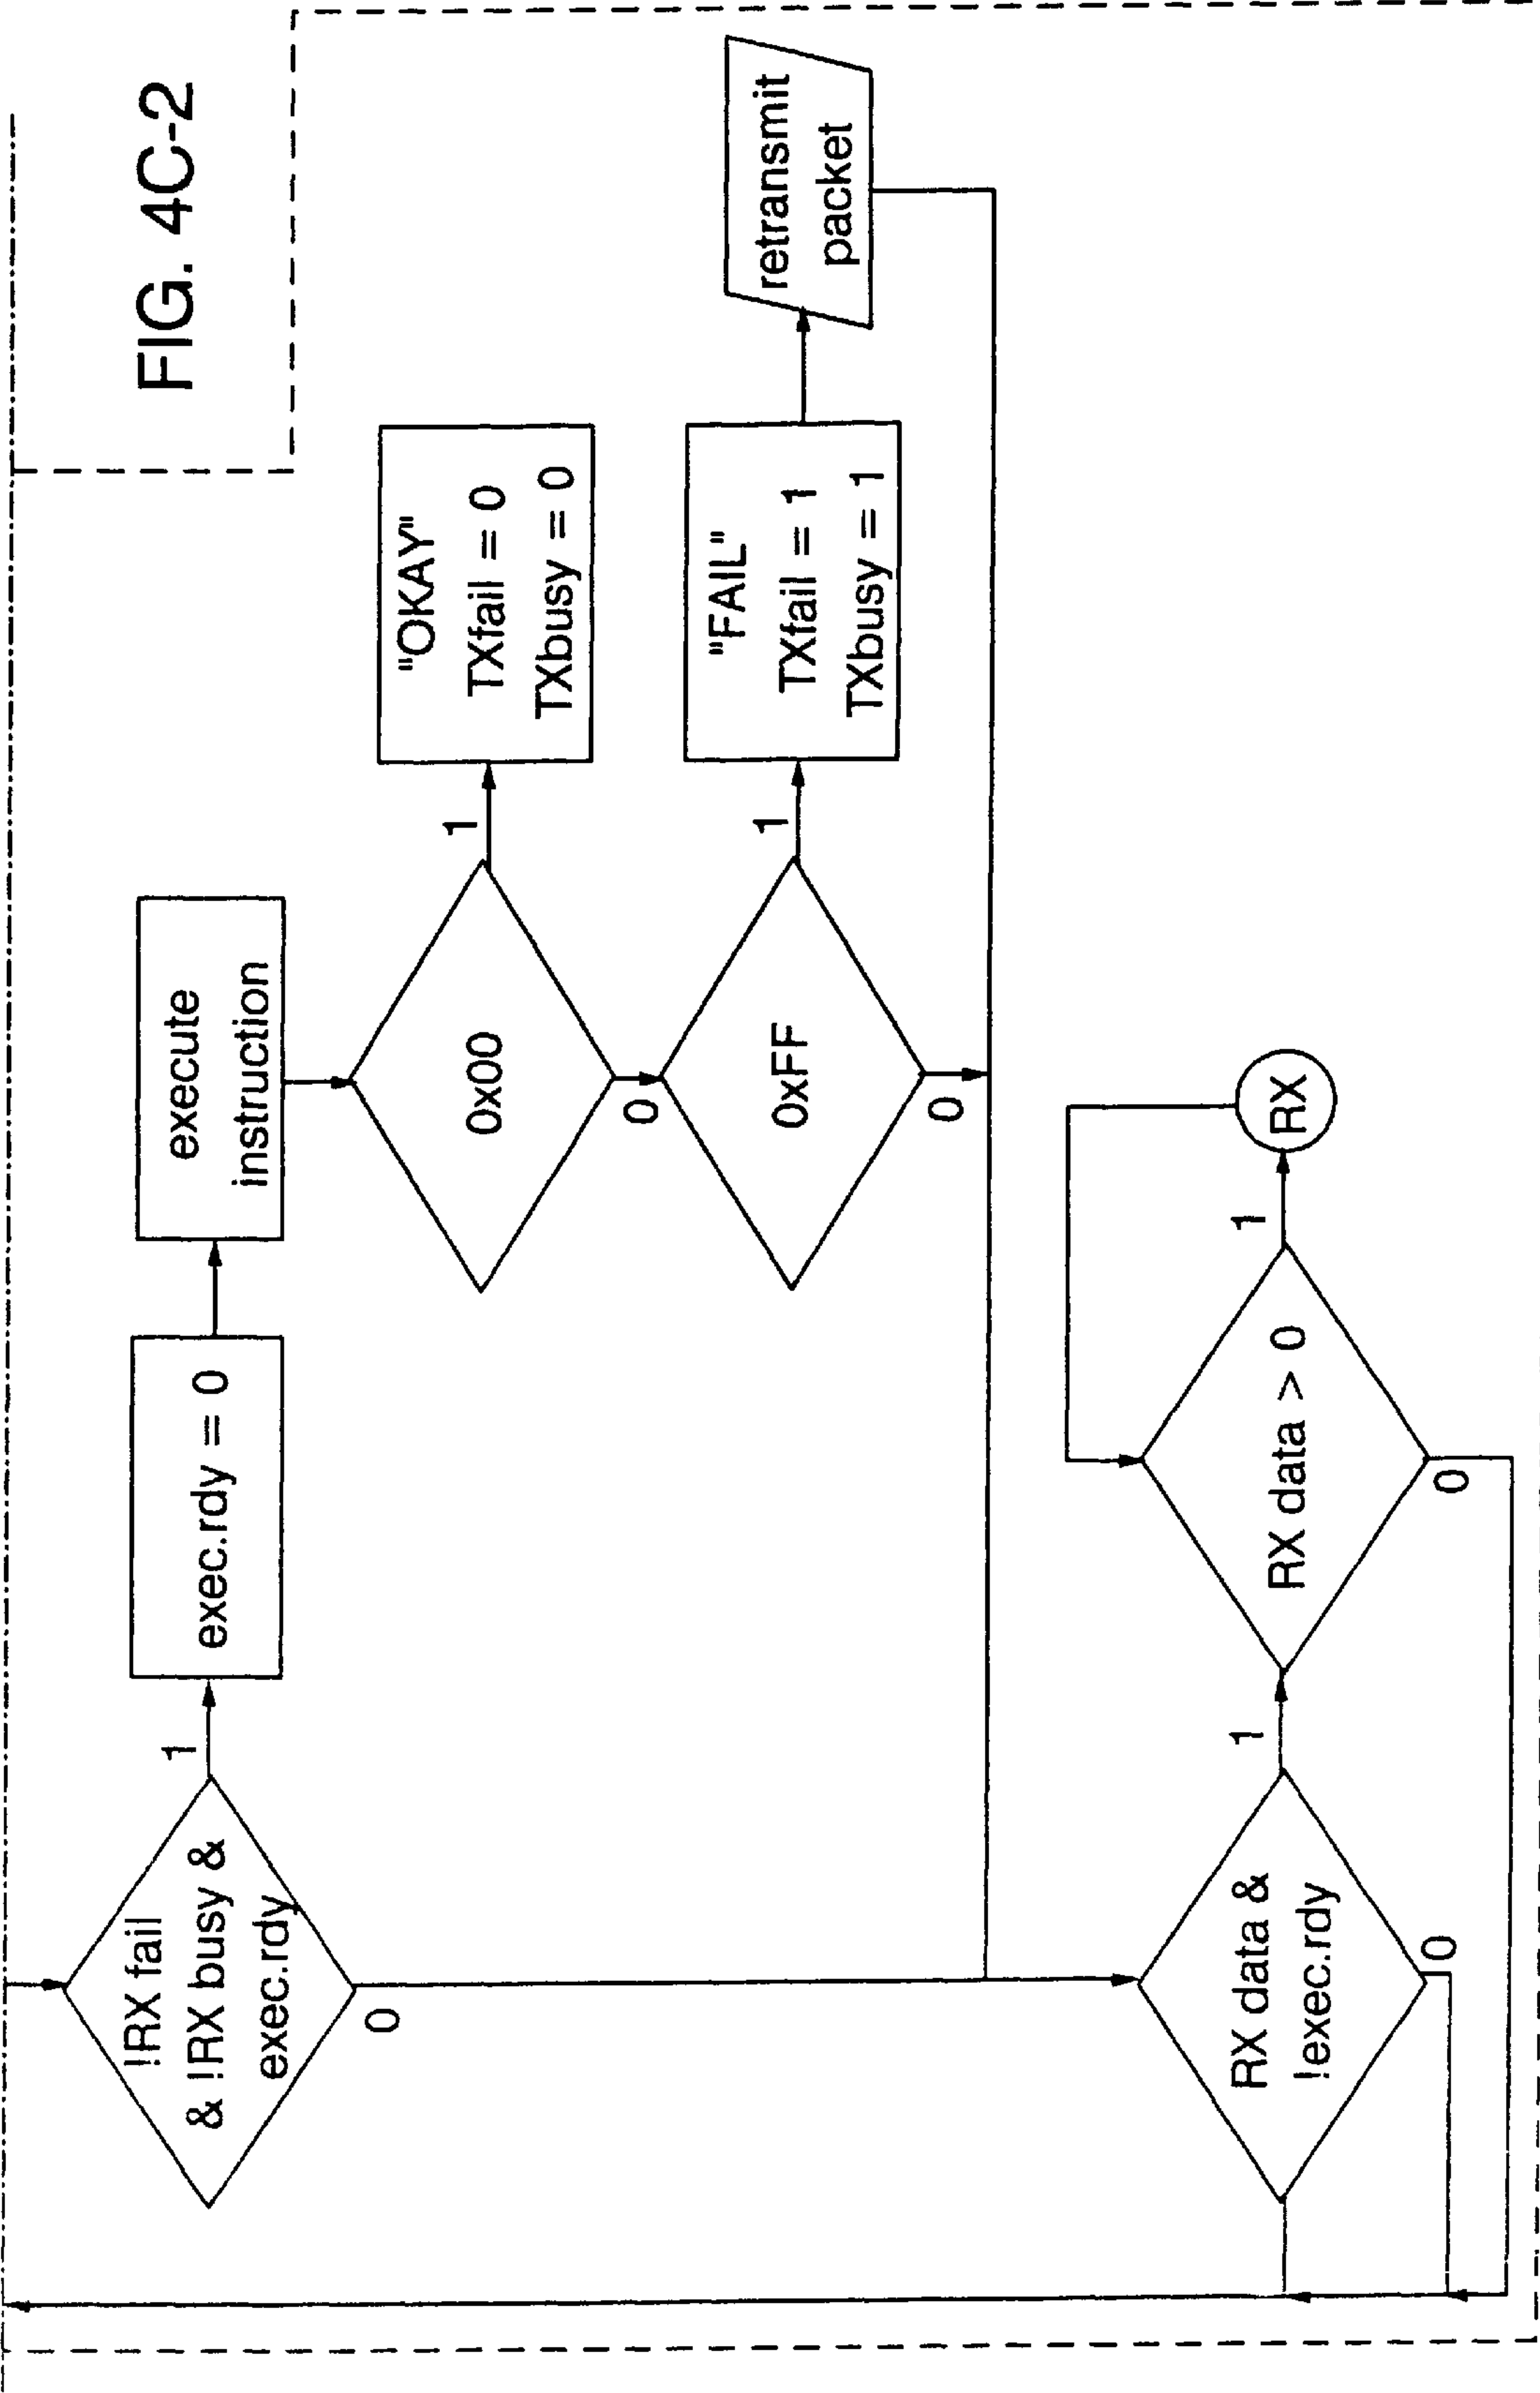 FIG. 4C-2
!RX fail
& !RX busy &
exec.rdy
1
0
exec.rdy = 0
execute
instruction
0x00
1
0
"OKAY"
TXfail = 0
TXbusy = 0
0xFF
1
0
"FAIL"
TXfail = 1
TXbusy = 1
retransmit
packet
RX data &
!exec.rdy
1
0
RX data > 0
1
0
RX